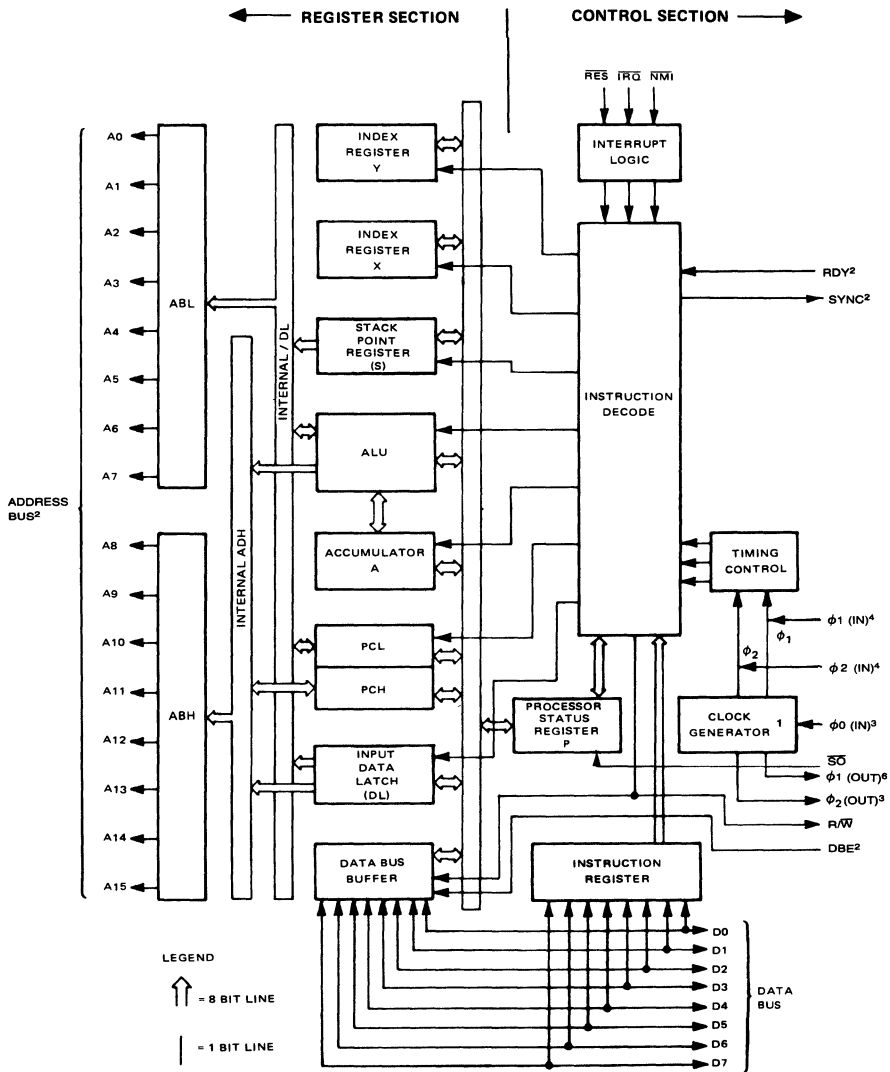 REGISTER SECTION
CONTROL SECTION
R̅E̅S̅ I̅R̅Q̅ N̅M̅I̅
INTERRUPT
LOGIC
A0
A1
A2
A3
A4
A5
A6
A7
ADDRESS
BUS²
A8
A9
A10
A11
A12
A13
A14
A15
ABL
ABH
INTERNAL ADH
INTERNAL / DL
INDEX
REGISTER
Y
INDEX
REGISTER
X
STACK
POINT
REGISTER
(S)
ALU
ACCUMULATOR
A
PCL
PCH
INPUT
DATA
LATCH
(DL)
DATA BUS
BUFFER
INSTRUCTION
DECODE
PROCESSOR
STATUS
REGISTER
P
INSTRUCTION
REGISTER
TIMING
CONTROL
ϕ2
ϕ1
CLOCK
GENERATOR 1
RDY²
SYNC²
ϕ1 (IN)⁴
ϕ2 (IN)⁴
ϕ0 (IN)³
S̅O̅
ϕ1 (OUT)⁶
ϕ2(OUT)³
R/W̅
DBE²
D0
D1
D2
D3
D4
D5
D6
D7
DATA
BUS
LEGEND
= 8 BIT LINE
= 1 BIT LINE